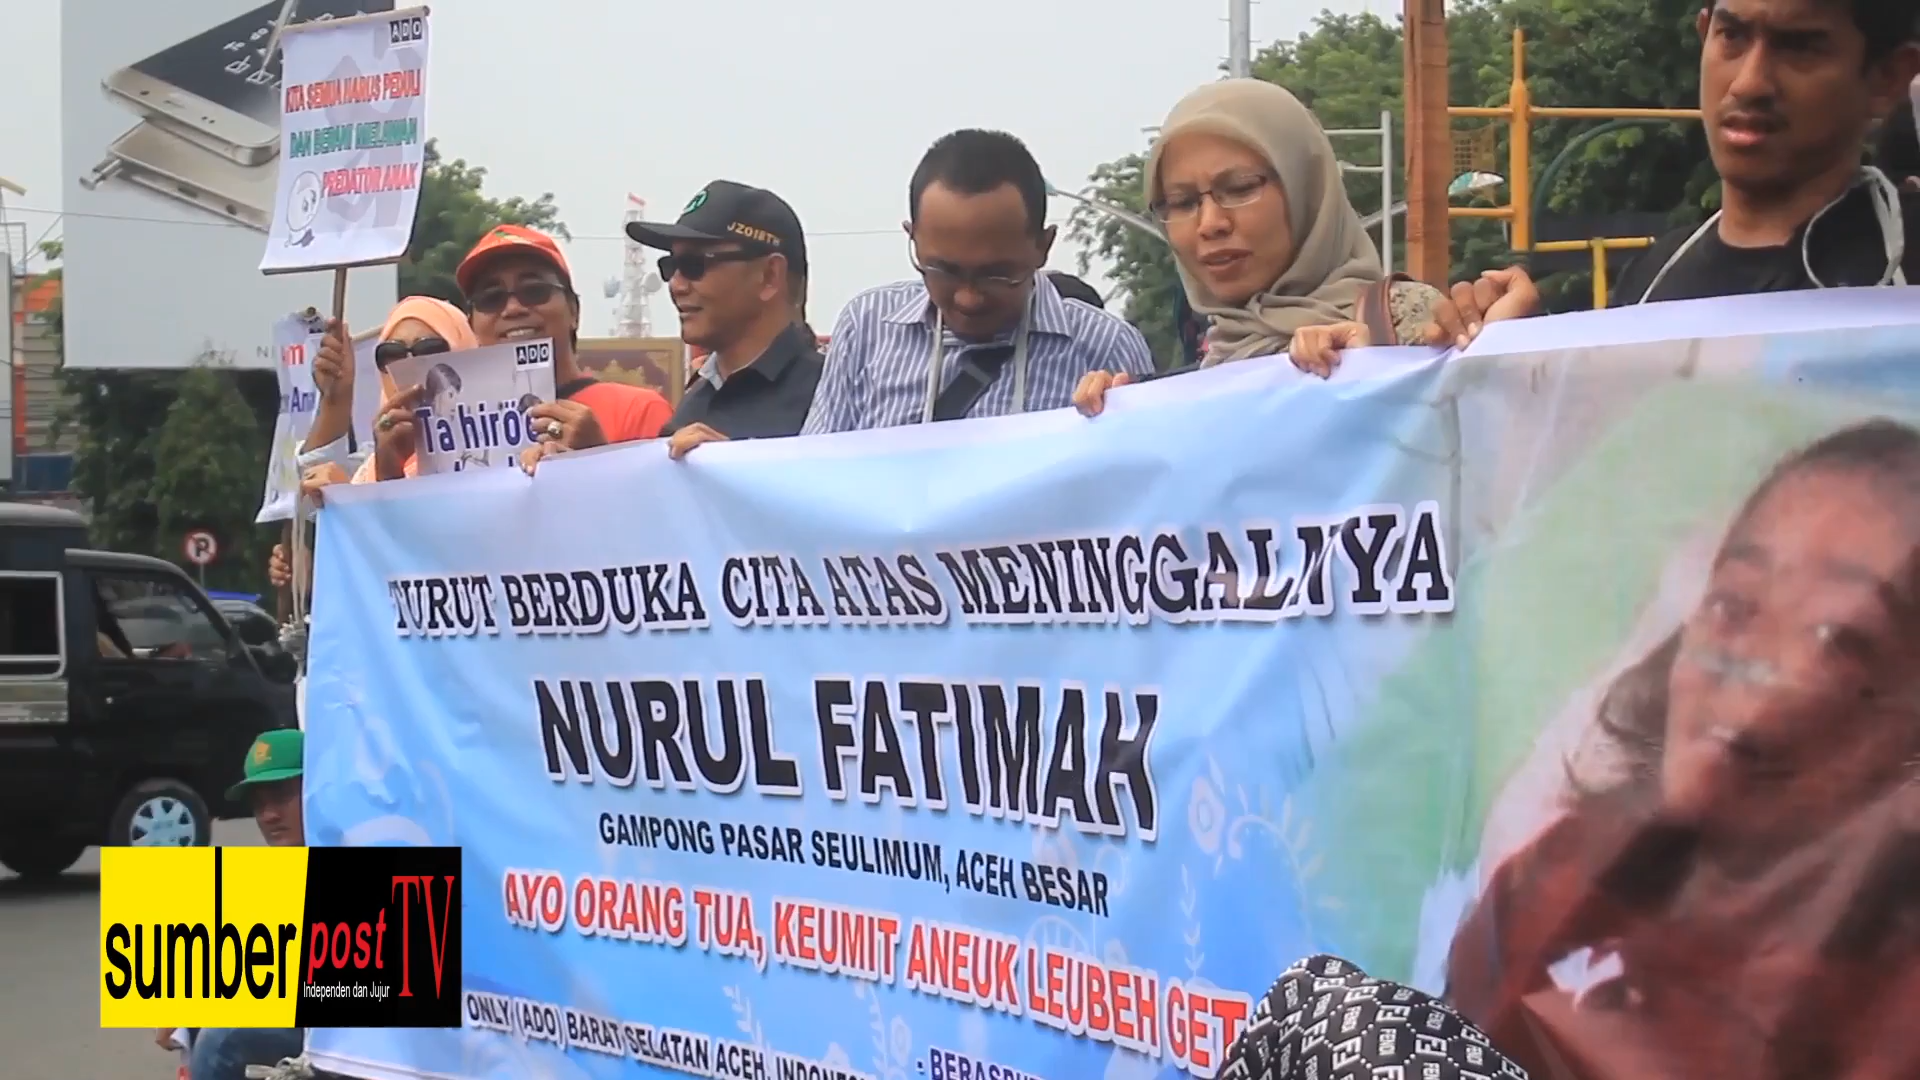 ADO
KITA SEMUA HARUS PEDULI
DAN BERANI MELAWAN
PREDATOR ANAK
JZ018TH
ADO
TURUT BERDUKA CITA ATAS MENINGGALNYA
NURUL FATIMAH
GAMPONG PASAR SEULIMUM, ACEH BESAR
AYO ORANG TUA, KEUMIT ANEUK LEUBEH GET
ONLY (ADO) BARAT SELATAN ACEH,
sumber post TV
Independen dan Jujur